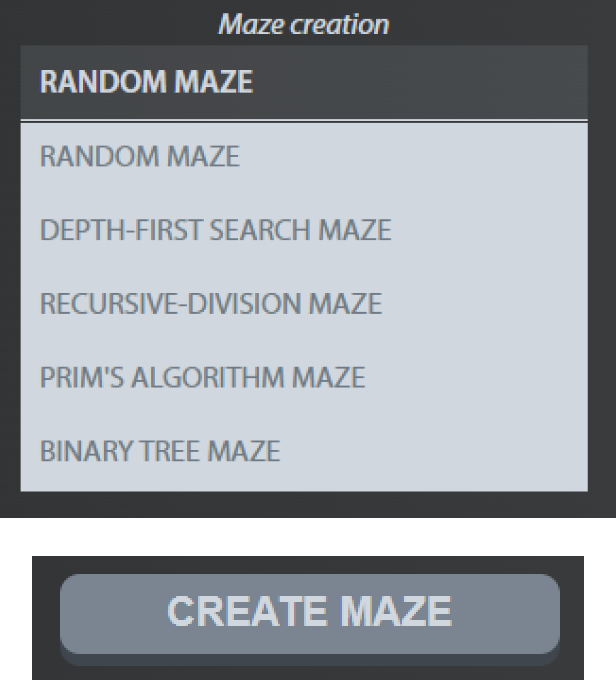 Maze creation
RANDOM MAZE
RANDOM MAZE
DEPTH-FIRST SEARCH MAZE
RECURSIVE-DIVISION MAZE
PRIM'S ALGORITHM MAZE
BINARY TREE MAZE
CREATE MAZE